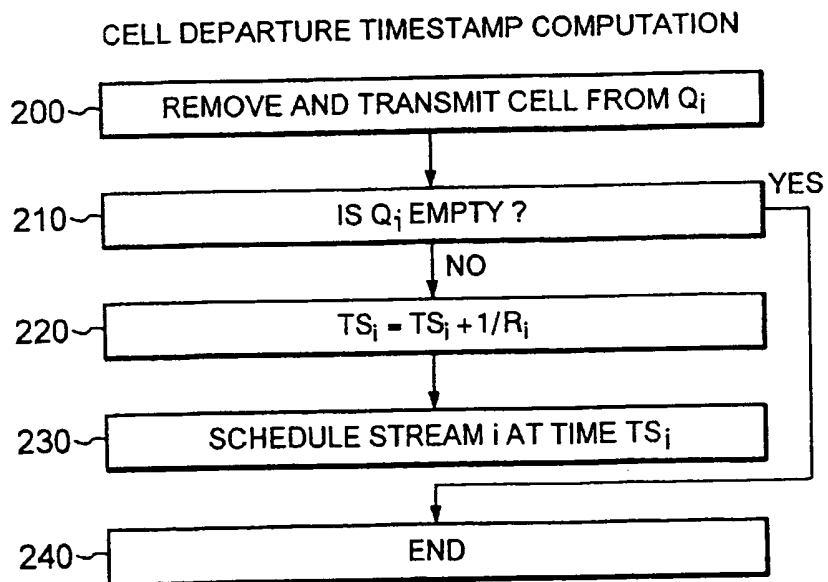 CELL DEPARTURE TIMESTAMP COMPUTATION
200 REMOVE AND TRANSMIT CELL FROM Qi
YES
210 IS Qi EMPTY ?
NO
220 TSi = TSi + 1/Ri
230 SCHEDULE STREAM i AT TIME TSi
240 END